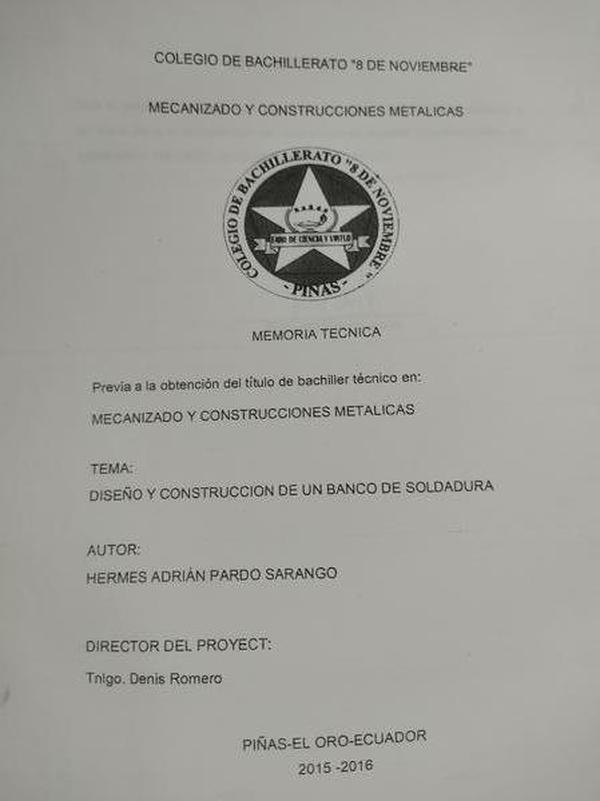 COLEGIO DE BACHILLERATO "8 DE NOVIEMBRE"
MECANIZADO Y CONSTRUCCIONES METALICAS
COLEGIO DE BACHILLERATO "8 DE NOVIEMBRE"
DE CIENCIA Y VIRTUD
- PIÑAS -
MEMORIA TECNICA
Previa a la obtención del título de bachiller técnico en:
MECANIZADO Y CONSTRUCCIONES METALICAS
TEMA:
DISEÑO Y CONSTRUCCION DE UN BANCO DE SOLDADURA
AUTOR:
HERMES ADRIÁN PARDO SARANGO
DIRECTOR DEL PROYECT:
Tnlgo. Denis Romero
PIÑAS-EL ORO-ECUADOR
2015 -2016